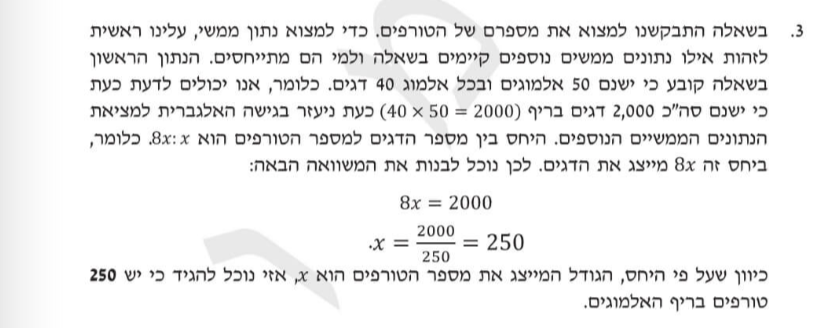 3. בשאלה התבקשנו למצוא את מספרם של הטורפים. כדי למצוא נתון ממשי, עלינו ראשית
לזהות אילו נתונים ממשים נוספים קיימים בשאלה ולמי הם מתייחסים. הנתון הראשון
בשאלה קובע כי ישנם 50 אלמוגים ובכל אלמוג 40 דגים. כלומר, אנו יכולים לדעת כעת
כי ישנם סה"כ 2,000 דגים בריף (40 × 50 = 2000) כעת ניעזר בגישה האלגברית למציאת
הנתונים הממשיים הנוספים. היחס בין מספר הדגים למספר הטורפים הוא 8x: x. כלומר,
ביחס זה 8x מייצג את הדגים. לכן נוכל לבנות את המשוואה הבאה:
8x = 2000
.x = 2000/250 = 250
כיוון שעל פי היחס, הגודל המייצג את מספר הטורפים הוא x, אזי נוכל להגיד כי יש 250
טורפים בריף האלמוגים.